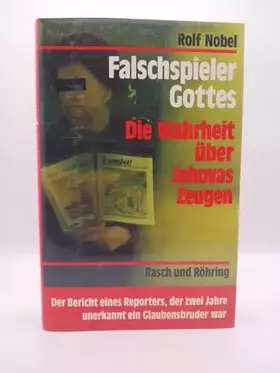 Rolf Nobel
Falschspieler
Gottes
Die Wahrheit
über
Jehovas
Zeugen
Erwachet!
Rasch und Röhring
Der Bericht eines Reporters, der zwei Jahre
unerkannt ein Glaubensbruder war